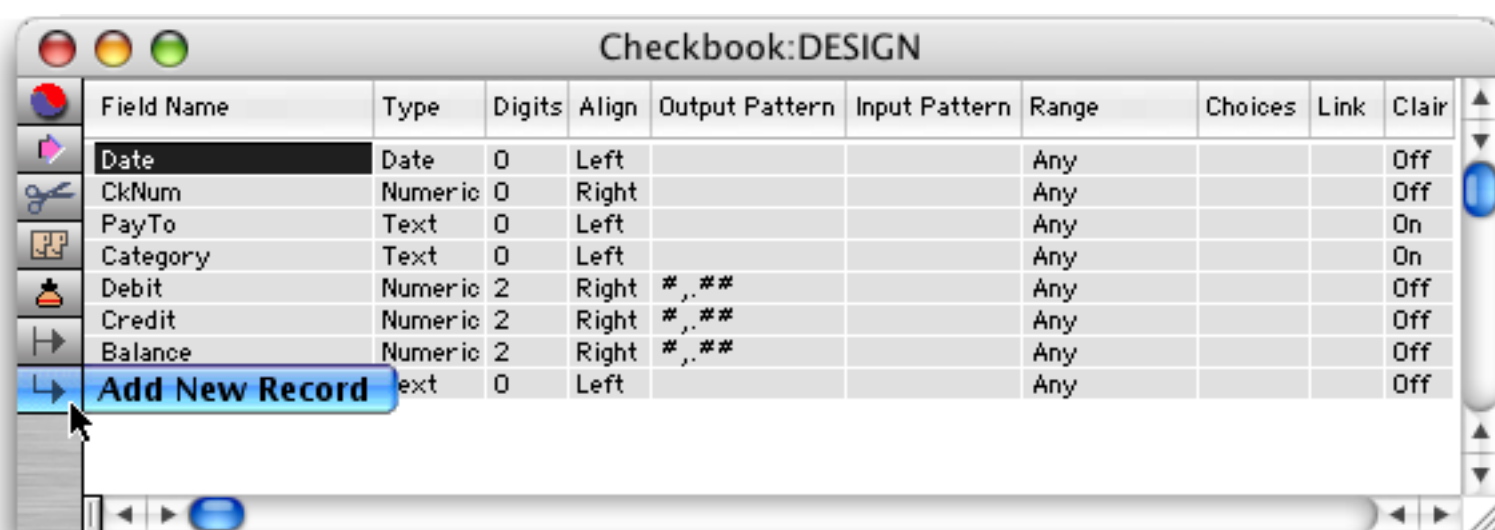 Checkbook:DESIGN
Field Name Type Digits Align Output Pattern Input Pattern Range Choices Link Clair
Date Date 0 Left Any Off
CkNum Numeric 0 Right Any Off
PayTo Text 0 Left Any On
Category Text 0 Left Any On
Debit Numeric 2 Right #,.## Any Off
Credit Numeric 2 Right #,.## Any Off
Balance Numeric 2 Right #,.## Any Off
Add New Record ext 0 Left Any Off